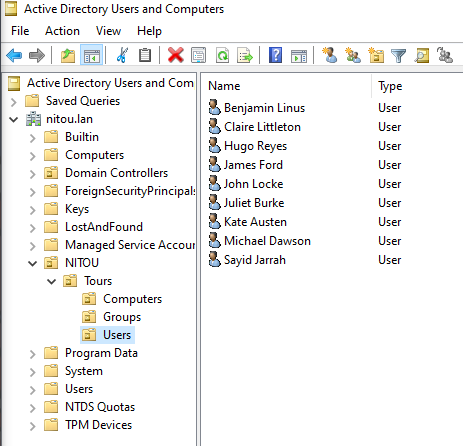 Active Directory Users and Computers
File Action View Help
Active Directory Users and Com
Saved Queries
nitou.lan
Builtin
Computers
Domain Controllers
ForeignSecurityPrincipals
Keys
LostAndFound
Managed Service Accour
NITOU
Tours
Computers
Groups
Users
Program Data
System
Users
NTDS Quotas
TPM Devices
Name Type
Benjamin Linus User
Claire Littleton User
Hugo Reyes User
James Ford User
John Locke User
Juliet Burke User
Kate Austen User
Michael Dawson User
Sayid Jarrah User